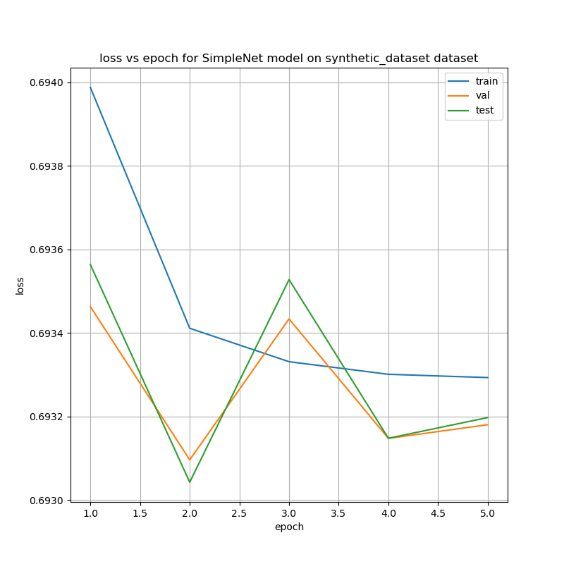 loss vs epoch for SimpleNet model on synthetic_dataset dataset
train
val
test
loss
0.6940
0.6938
0.6936
0.6934
0.6932
0.6930
1.0 1.5 2.0 2.5 3.0 3.5 4.0 4.5 5.0
epoch